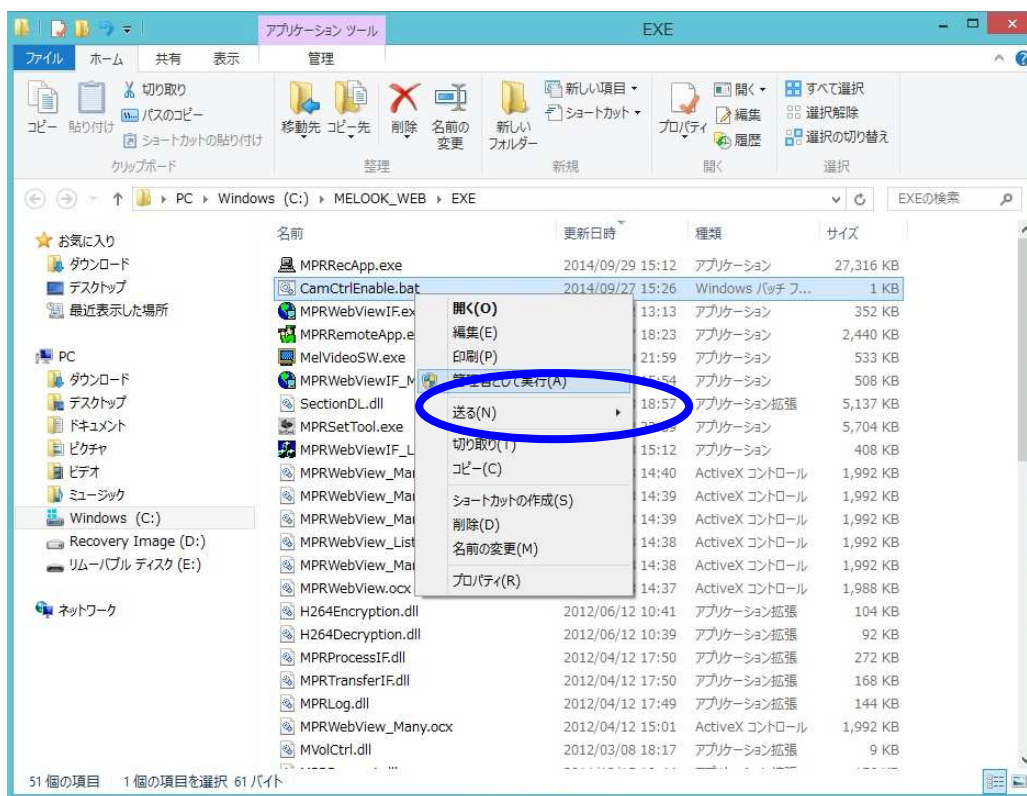 アプリケーション ツール
EXE
ファイル ホーム 共有 表示 管理
コピー 貼り付け 切り取り パスのコピー ショートカットの貼り付け
移動先 コピー先 削除 名前の変更 新しいフォルダー
新しい項目 ショートカット
プロパティ 開く 編集 履歴
すべて選択 選択解除 選択の切り替え
クリップボード 整理 新規 開く 選択
PC Windows (C:) MELOOK_WEB EXE EXEの検索
お気に入り
ダウンロード
デスクトップ
最近表示した場所
PC
ダウンロード
デスクトップ
ドキュメント
ピクチャ
ビデオ
ミュージック
Windows (C:)
Recovery Image (D:)
リムーバブル ディスク (E:)
ネットワーク
名前 更新日時 種類 サイズ
MPRRecApp.exe 2014/09/29 15:12 アプリケーション 27,316 KB
CamCtrlEnable.bat 2014/09/27 15:26 Windows バッチ フ... 1 KB
MPRWebViewIF.ex 13:13 アプリケーション 352 KB
MPRRemoteApp.e 18:23 アプリケーション 2,440 KB
MelVideoSW.exe 21:59 アプリケーション 533 KB
MPRWebViewIF_M アプリケーション 508 KB
SectionDL.dll 18:57 アプリケーション拡張 5,137 KB
MPRSetTool.exe アプリケーション 5,704 KB
MPRWebViewIF_L 15:12 アプリケーション 408 KB
MPRWebView_Mar 14:40 ActiveX コントロール 1,992 KB
MPRWebView_Mar 14:39 ActiveX コントロール 1,992 KB
MPRWebView_Mar 14:39 ActiveX コントロール 1,992 KB
MPRWebView_List 14:38 ActiveX コントロール 1,992 KB
MPRWebView_Mar 14:38 ActiveX コントロール 1,992 KB
MPRWebView.ocx 14:37 ActiveX コントロール 1,988 KB
H264Encryption.dll 2012/06/12 10:41 アプリケーション拡張 104 KB
H264Decryption.dll 2012/06/12 10:39 アプリケーション拡張 92 KB
MPRProcessIF.dll 2012/04/12 17:50 アプリケーション拡張 272 KB
MPRTransferIF.dll 2012/04/12 17:50 アプリケーション拡張 168 KB
MPRLog.dll 2012/04/12 17:49 アプリケーション拡張 144 KB
MPRWebView_Many.ocx 2012/04/12 15:01 ActiveX コントロール 1,992 KB
MVolCtrl.dll 2012/03/08 18:17 アプリケーション拡張 9 KB
開く(O)
編集(E)
印刷(P)
管理者として実行(A)
送る(N)
切り取り(T)
コピー(C)
ショートカットの作成(S)
削除(D)
名前の変更(M)
プロパティ(R)
51 個の項目 1 個の項目を選択 61 バイト